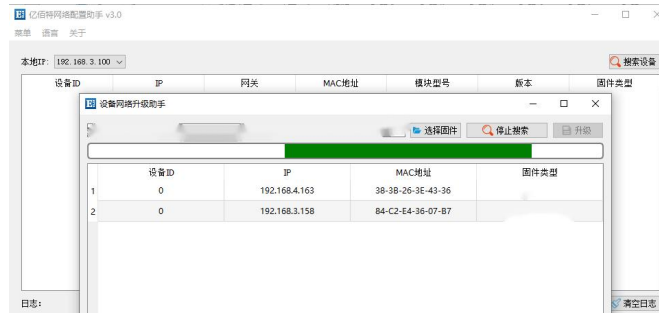 Ei 亿佰特网络配置助手 v3.0
菜单 语言 关于
本地IP: 192.168.3.100 搜索设备
设备ID IP 网关 MAC地址 模块型号 版本 固件类型
Ei 设备网络升级助手
选择固件 停止搜索 升级
设备ID IP MAC地址 固件类型
1 0 192.168.4.163 38-3B-26-3E-43-36
2 0 192.168.3.158 84-C2-E4-36-07-B7
日志: 清空日志